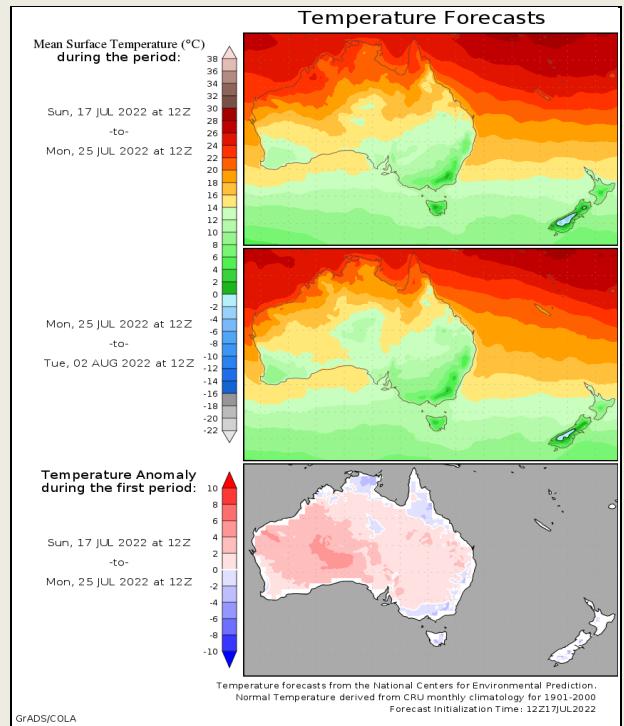 Temperature Forecasts
Mean Surface Temperature (°C)
during the period:
38
36
34
32
30
28
26
24
22
20
18
16
14
12
10
8
6
4
2
0
-2
-4
-6
-8
-10
-12
-14
-16
-18
-20
-22
Sun, 17 JUL 2022 at 12Z
-to-
Mon, 25 JUL 2022 at 12Z
Mon, 25 JUL 2022 at 12Z
-to-
Tue, 02 AUG 2022 at 12Z
Temperature Anomaly
during the first period:
10
8
6
4
2
0
-2
-4
-6
-8
-10
Sun, 17 JUL 2022 at 12Z
-to-
Mon, 25 JUL 2022 at 12Z
Temperature forecasts from the National Centers for Environmental Prediction.
Normal Temperature derived from CRU monthly climatology for 1901-2000
Forecast Initialization Time: 12Z17JUL2022
GrADS/COLA